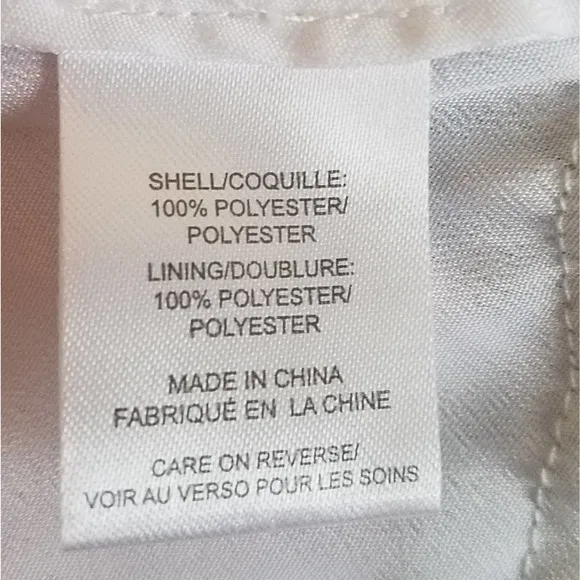 SHELL/COQUILLE:
100% POLYESTER/
POLYESTER
LINING/DOUBLURE:
100% POLYESTER/
POLYESTER
MADE IN CHINA
FABRIQUÉ EN LA CHINE
CARE ON REVERSE/
VOIR AU VERSO POUR LES SOINS